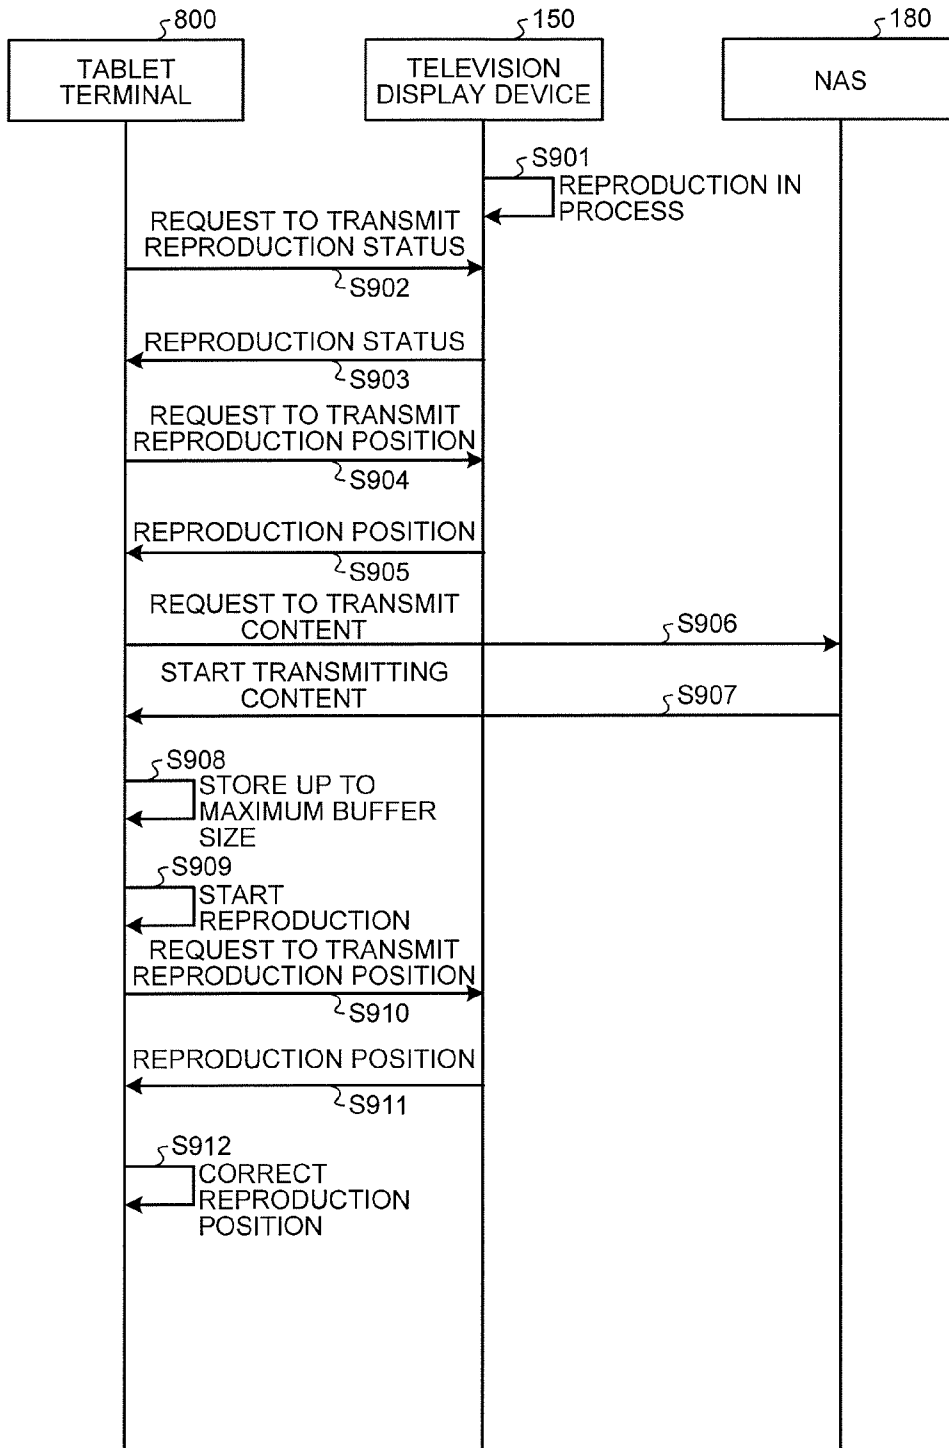 800
150
180
TABLET
TERMINAL
TELEVISION
DISPLAY DEVICE
NAS
S901
REPRODUCTION IN
PROCESS
REQUEST TO TRANSMIT
REPRODUCTION STATUS
S902
REPRODUCTION STATUS
S903
REQUEST TO TRANSMIT
REPRODUCTION POSITION
S904
REPRODUCTION POSITION
S905
REQUEST TO TRANSMIT
CONTENT
S906
START TRANSMITTING
CONTENT
S907
S908
STORE UP TO
MAXIMUM BUFFER
SIZE
S909
START
REPRODUCTION
REQUEST TO TRANSMIT
REPRODUCTION POSITION
S910
REPRODUCTION POSITION
S911
S912
CORRECT
REPRODUCTION
POSITION